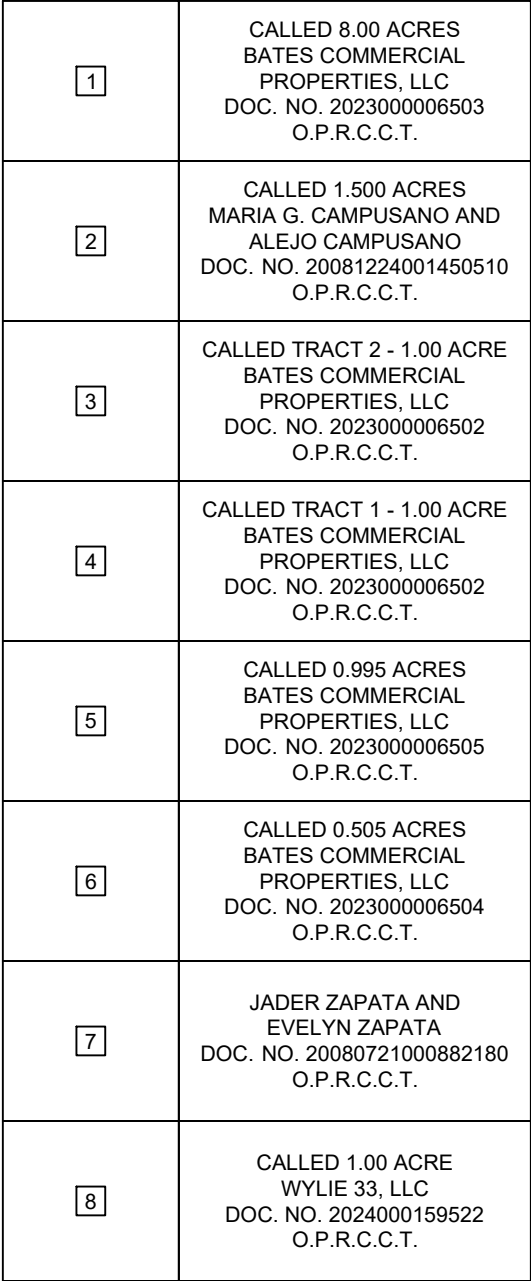 1
CALLED 8.00 ACRES
BATES COMMERCIAL
PROPERTIES, LLC
DOC. NO. 2023000006503
O.P.R.C.C.T.
2
CALLED 1.500 ACRES
MARIA G. CAMPUSANO AND
ALEJO CAMPUSANO
DOC. NO. 20081224001450510
O.P.R.C.C.T.
3
CALLED TRACT 2 - 1.00 ACRE
BATES COMMERCIAL
PROPERTIES, LLC
DOC. NO. 2023000006502
O.P.R.C.C.T.
4
CALLED TRACT 1 - 1.00 ACRE
BATES COMMERCIAL
PROPERTIES, LLC
DOC. NO. 2023000006502
O.P.R.C.C.T.
5
CALLED 0.995 ACRES
BATES COMMERCIAL
PROPERTIES, LLC
DOC. NO. 2023000006505
O.P.R.C.C.T.
6
CALLED 0.505 ACRES
BATES COMMERCIAL
PROPERTIES, LLC
DOC. NO. 2023000006504
O.P.R.C.C.T.
7
JADER ZAPATA AND
EVELYN ZAPATA
DOC. NO. 20080721000882180
O.P.R.C.C.T.
8
CALLED 1.00 ACRE
WYLIE 33, LLC
DOC. NO. 2024000159522
O.P.R.C.C.T.